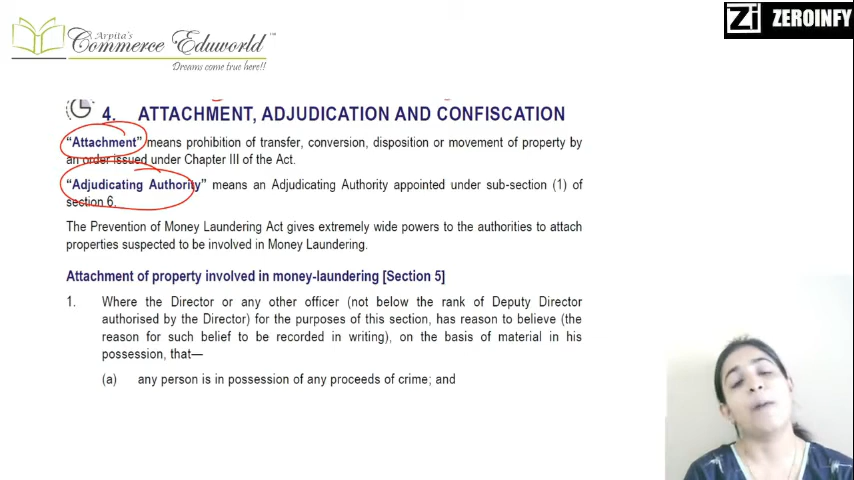 Arpita's
Commerce Eduworld™
Dreams come true here!!
Zi ZEROINFY
4. ATTACHMENT, ADJUDICATION AND CONFISCATION
“Attachment” means prohibition of transfer, conversion, disposition or movement of property by
an order issued under Chapter III of the Act.
“Adjudicating Authority” means an Adjudicating Authority appointed under sub-section (1) of
section 6.
The Prevention of Money Laundering Act gives extremely wide powers to the authorities to attach
properties suspected to be involved in Money Laundering.
Attachment of property involved in money-laundering [Section 5]
1. Where the Director or any other officer (not below the rank of Deputy Director
authorised by the Director) for the purposes of this section, has reason to believe (the
reason for such belief to be recorded in writing), on the basis of material in his
possession, that—
(a) any person is in possession of any proceeds of crime; and